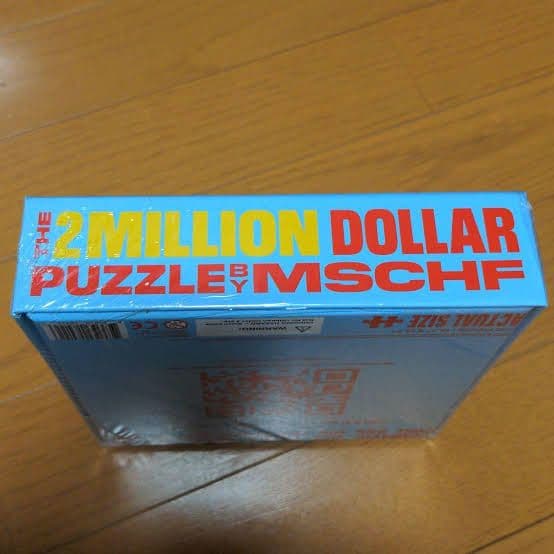 THE 2 MILLION DOLLAR
PUZZLE BY MSCHF
ACTUAL SIZE
WARNING: